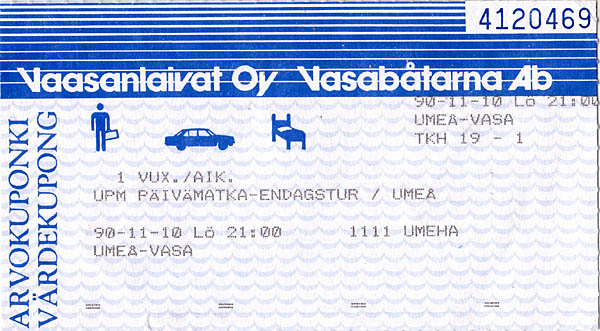 4120469
Vaasanlaivat Oy Vasabåtarna Ab
ARVOKUPONKI
VÄRDEKUPONG
90-11-10 Lö 21:00
UMEÅ-VASA
TKH 19 - 1
1 VUX./AIK.
UPM PÄIVÄMATKA-ENDAGSTUR / UMEÅ
90-11-10 Lö 21:00 1111 UMEHA
UMEÅ-VASA